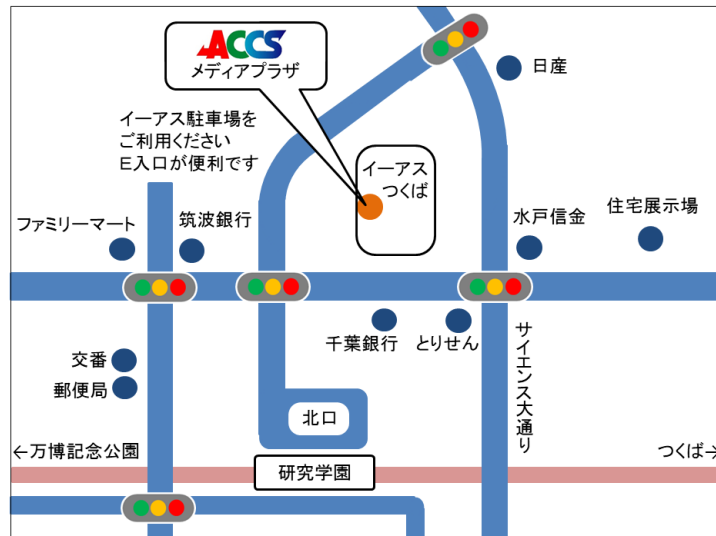 ACCS
メディアプラザ
日産
イーアス駐車場を
ご利用ください
E入口が便利です
イーアス
つくば
ファミリーマート
筑波銀行
水戸信金
住宅展示場
千葉銀行
とりせん
サイエンス大通り
交番
郵便局
北口
←万博記念公園
つくば→
研究学園